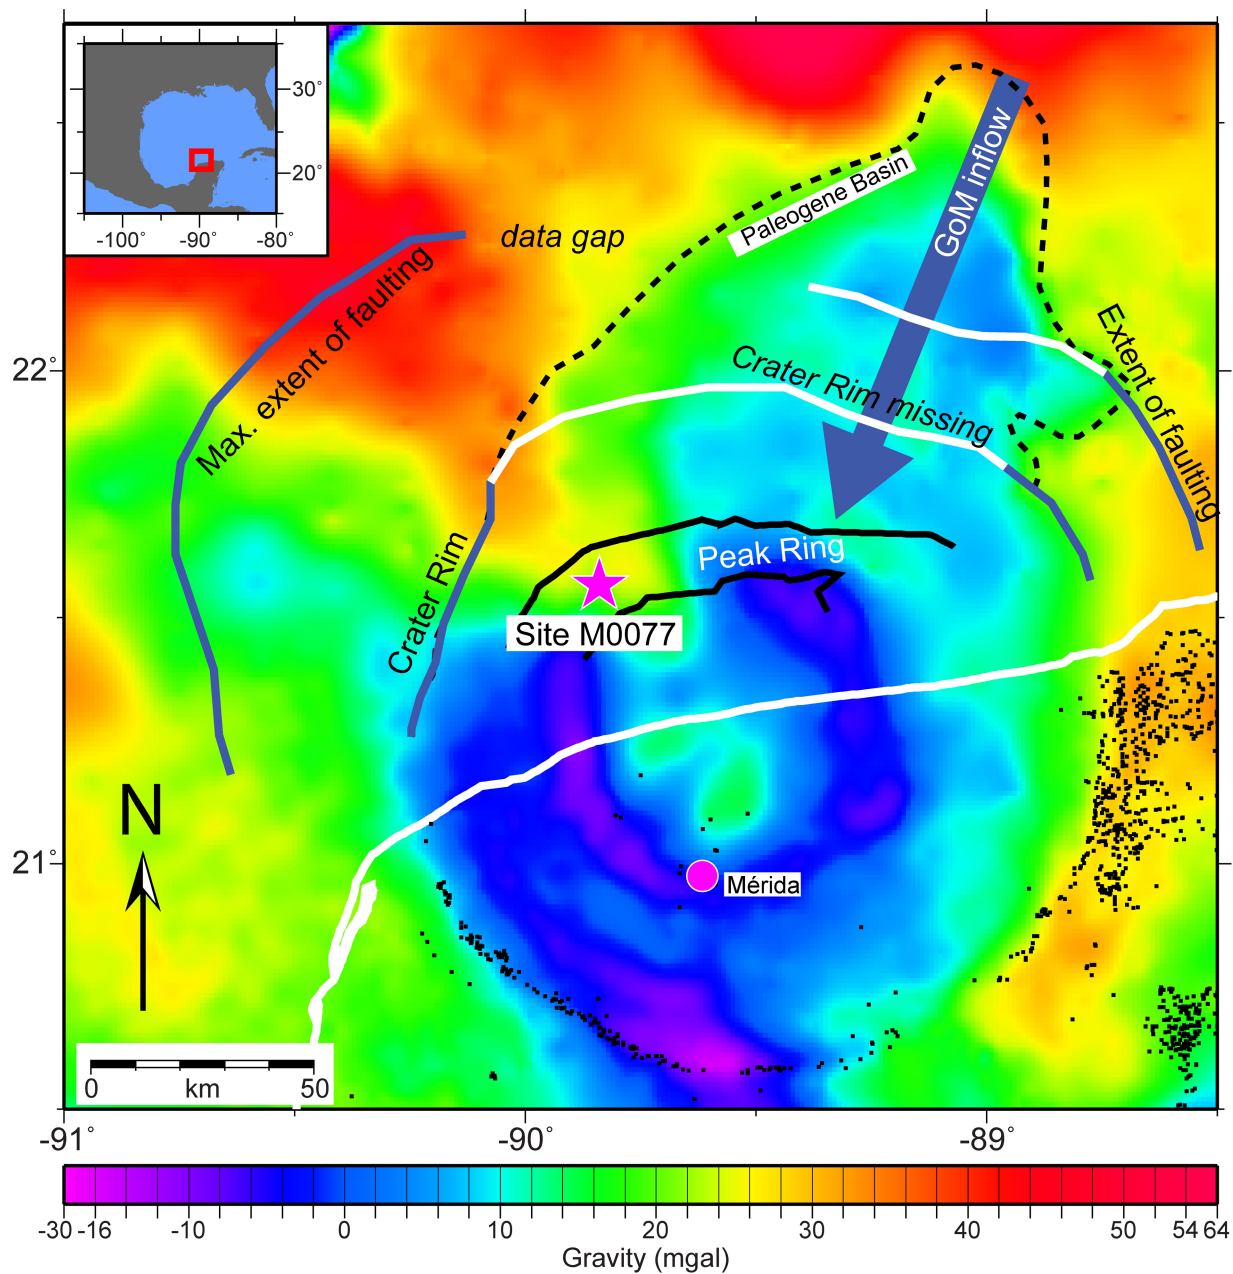 30°
20°
-100° -90° -80°
data gap
Paleogene Basin
GoM inflow
Max. extent of faulting
Extent of faulting
22°
Crater Rim missing
Crater Rim
Peak Ring
Site M0077
N
21°
Mérida
0 50
km
-91° -90° -89°
-30 -16 -10 0 10 20 30 40 50 54 64
Gravity (mgal)